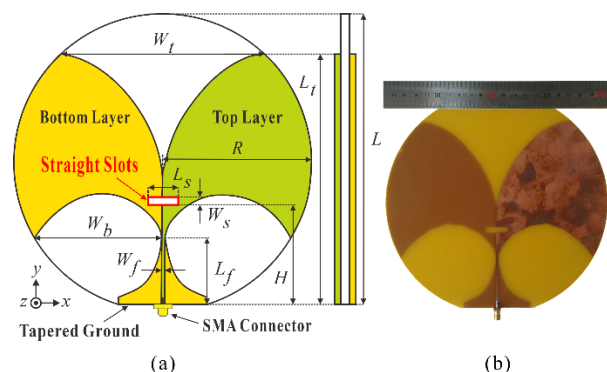 W_t
L_t
L
Bottom Layer
Top Layer
R
Straight Slots
L_s
W_s
W_b
W_f
L_f
H
y
z
x
Tapered Ground
SMA Connector
(a)
(b)